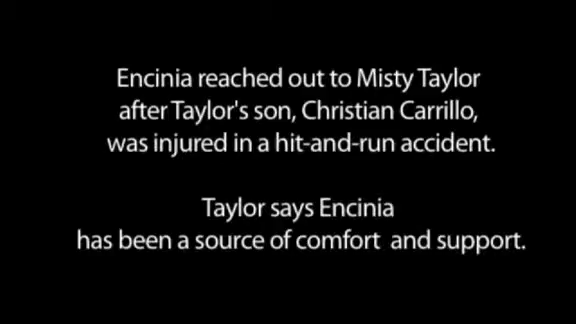 Encinia reached out to Misty Taylor
after Taylor's son, Christian Carrillo,
was injured in a hit-and-run accident.
Taylor says Encinia
has been a source of comfort and support.